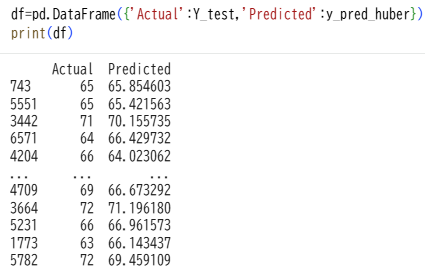 df=pd.DataFrame({'Actual':Y_test,'Predicted':y_pred_huber})
print(df)
Actual Predicted
743 65 65.854603
5551 65 65.421563
3442 71 70.155735
6571 64 66.429732
4204 66 64.023062
... ... ...
4709 69 66.673292
3664 72 71.196180
5231 66 66.961573
1773 63 66.143437
5782 72 69.459109